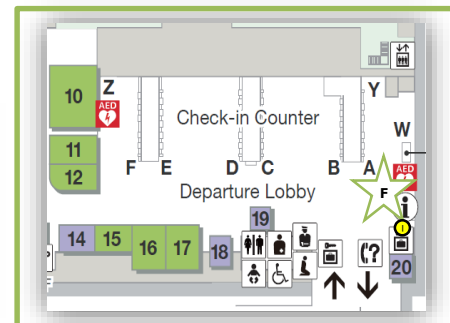 10
Z
AED
Y
W
Check-in Counter
11
12
F E D C B A
AED
F
Departure Lobby
i
14 15 16 17 18 19
20
?